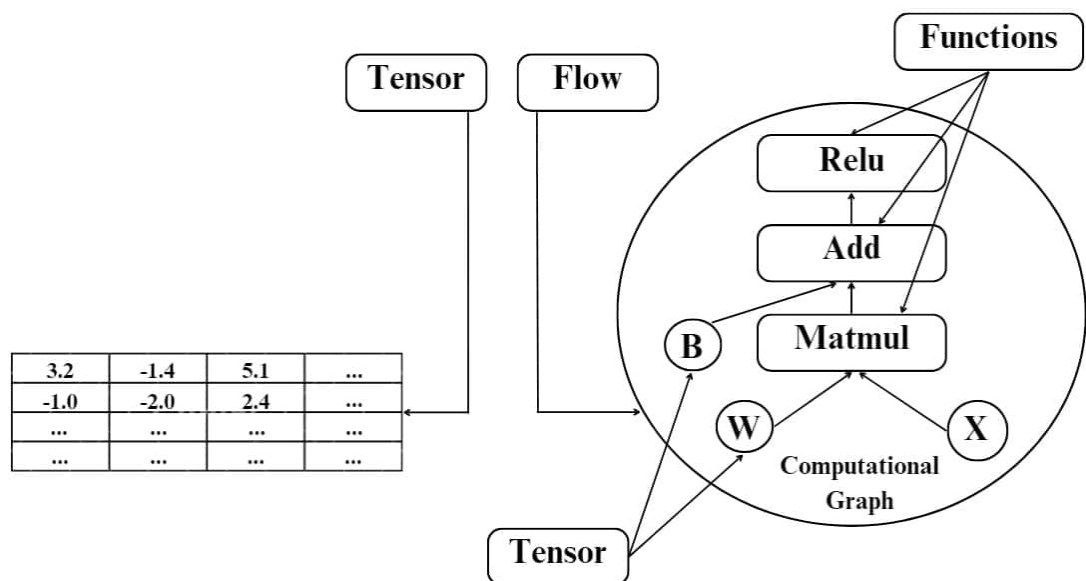 Functions
Tensor
Flow
Relu
Add
Matmul
B
3.2 -1.4 5.1 ...
-1.0 -2.0 2.4 ...
... ... ... ...
... ... ... ...
W
X
Computational
Graph
Tensor